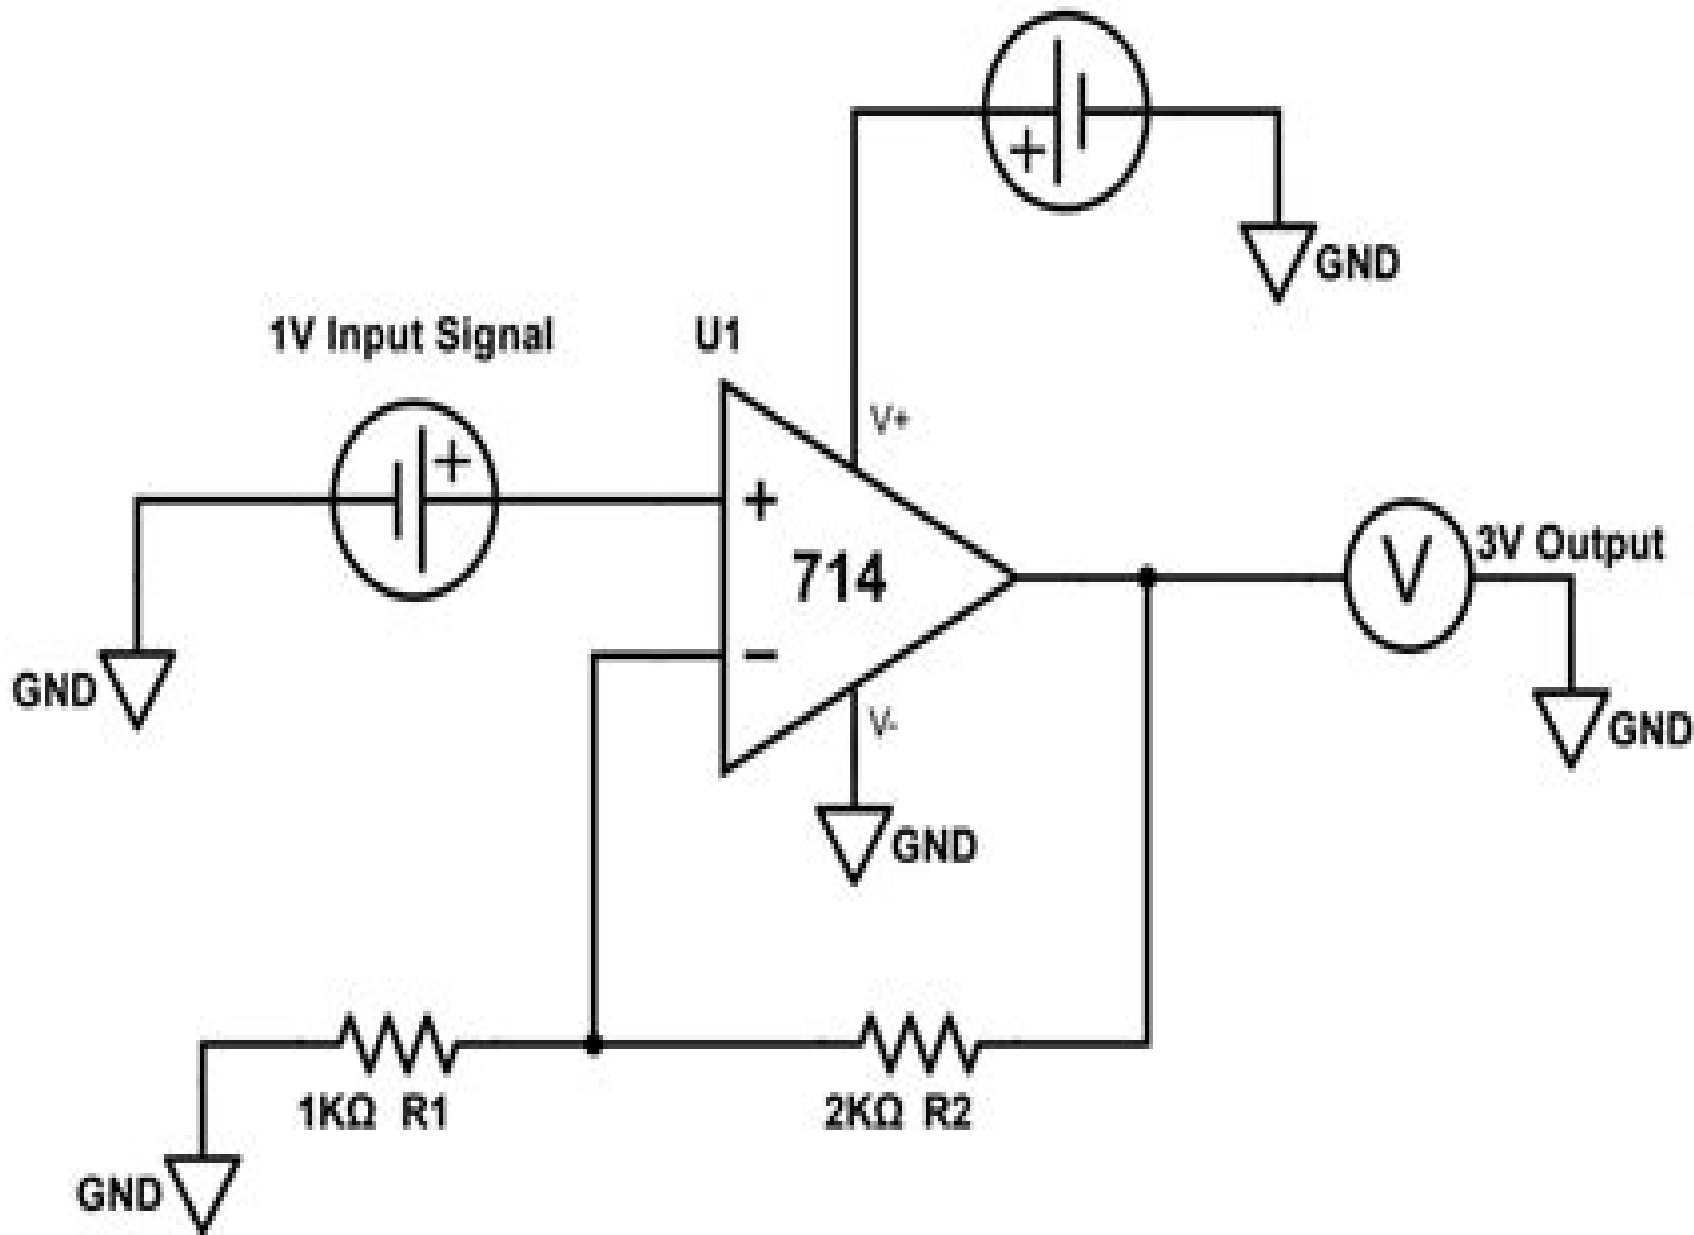 +
GND
1V Input Signal
U1
V+
+
+
714
V
3V Output
−
GND
V-
GND
GND
1KΩ R1
2KΩ R2
GND